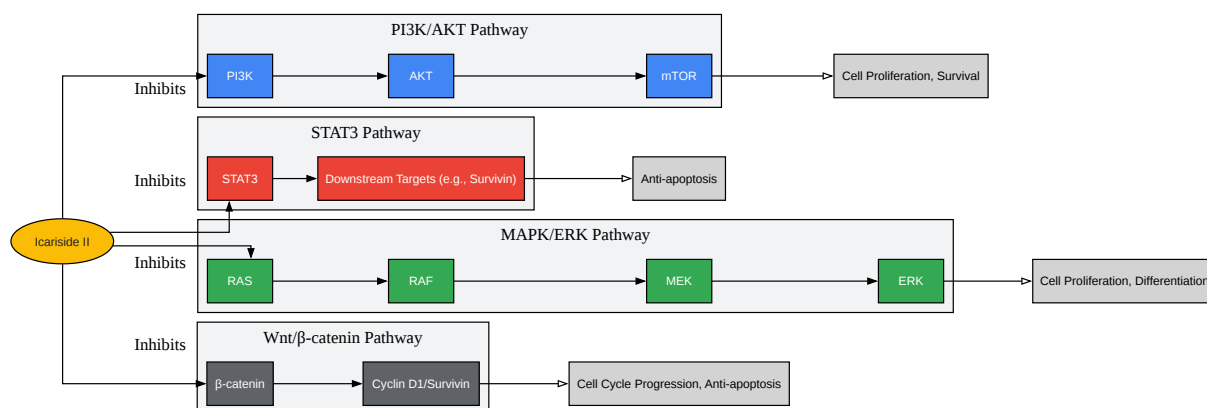 PI3K/AKT Pathway
Inhibits
PI3K
AKT
mTOR
Cell Proliferation, Survival
STAT3 Pathway
Inhibits
STAT3
Downstream Targets (e.g., Survivin)
Anti-apoptosis
Icariside II
MAPK/ERK Pathway
Inhibits
RAS
RAF
MEK
ERK
Cell Proliferation, Differentiation
Wnt/β-catenin Pathway
Inhibits
β-catenin
Cyclin D1/Survivin
Cell Cycle Progression, Anti-apoptosis